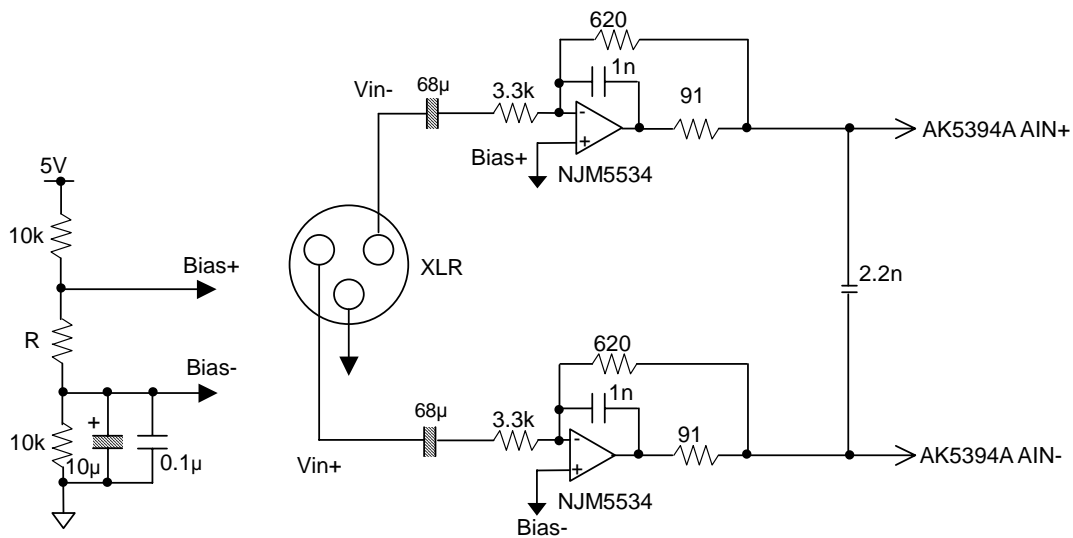 620
1n
68µ
3.3k
91
Vin-
-
+
AK5394A AIN+
Bias+
NJM5534
5V
10k
Bias+
XLR
2.2n
R
Bias-
620
1n
68µ
3.3k
91
-
+
10k
+
10µ
0.1µ
Vin+
AK5394A AIN-
NJM5534
Bias-